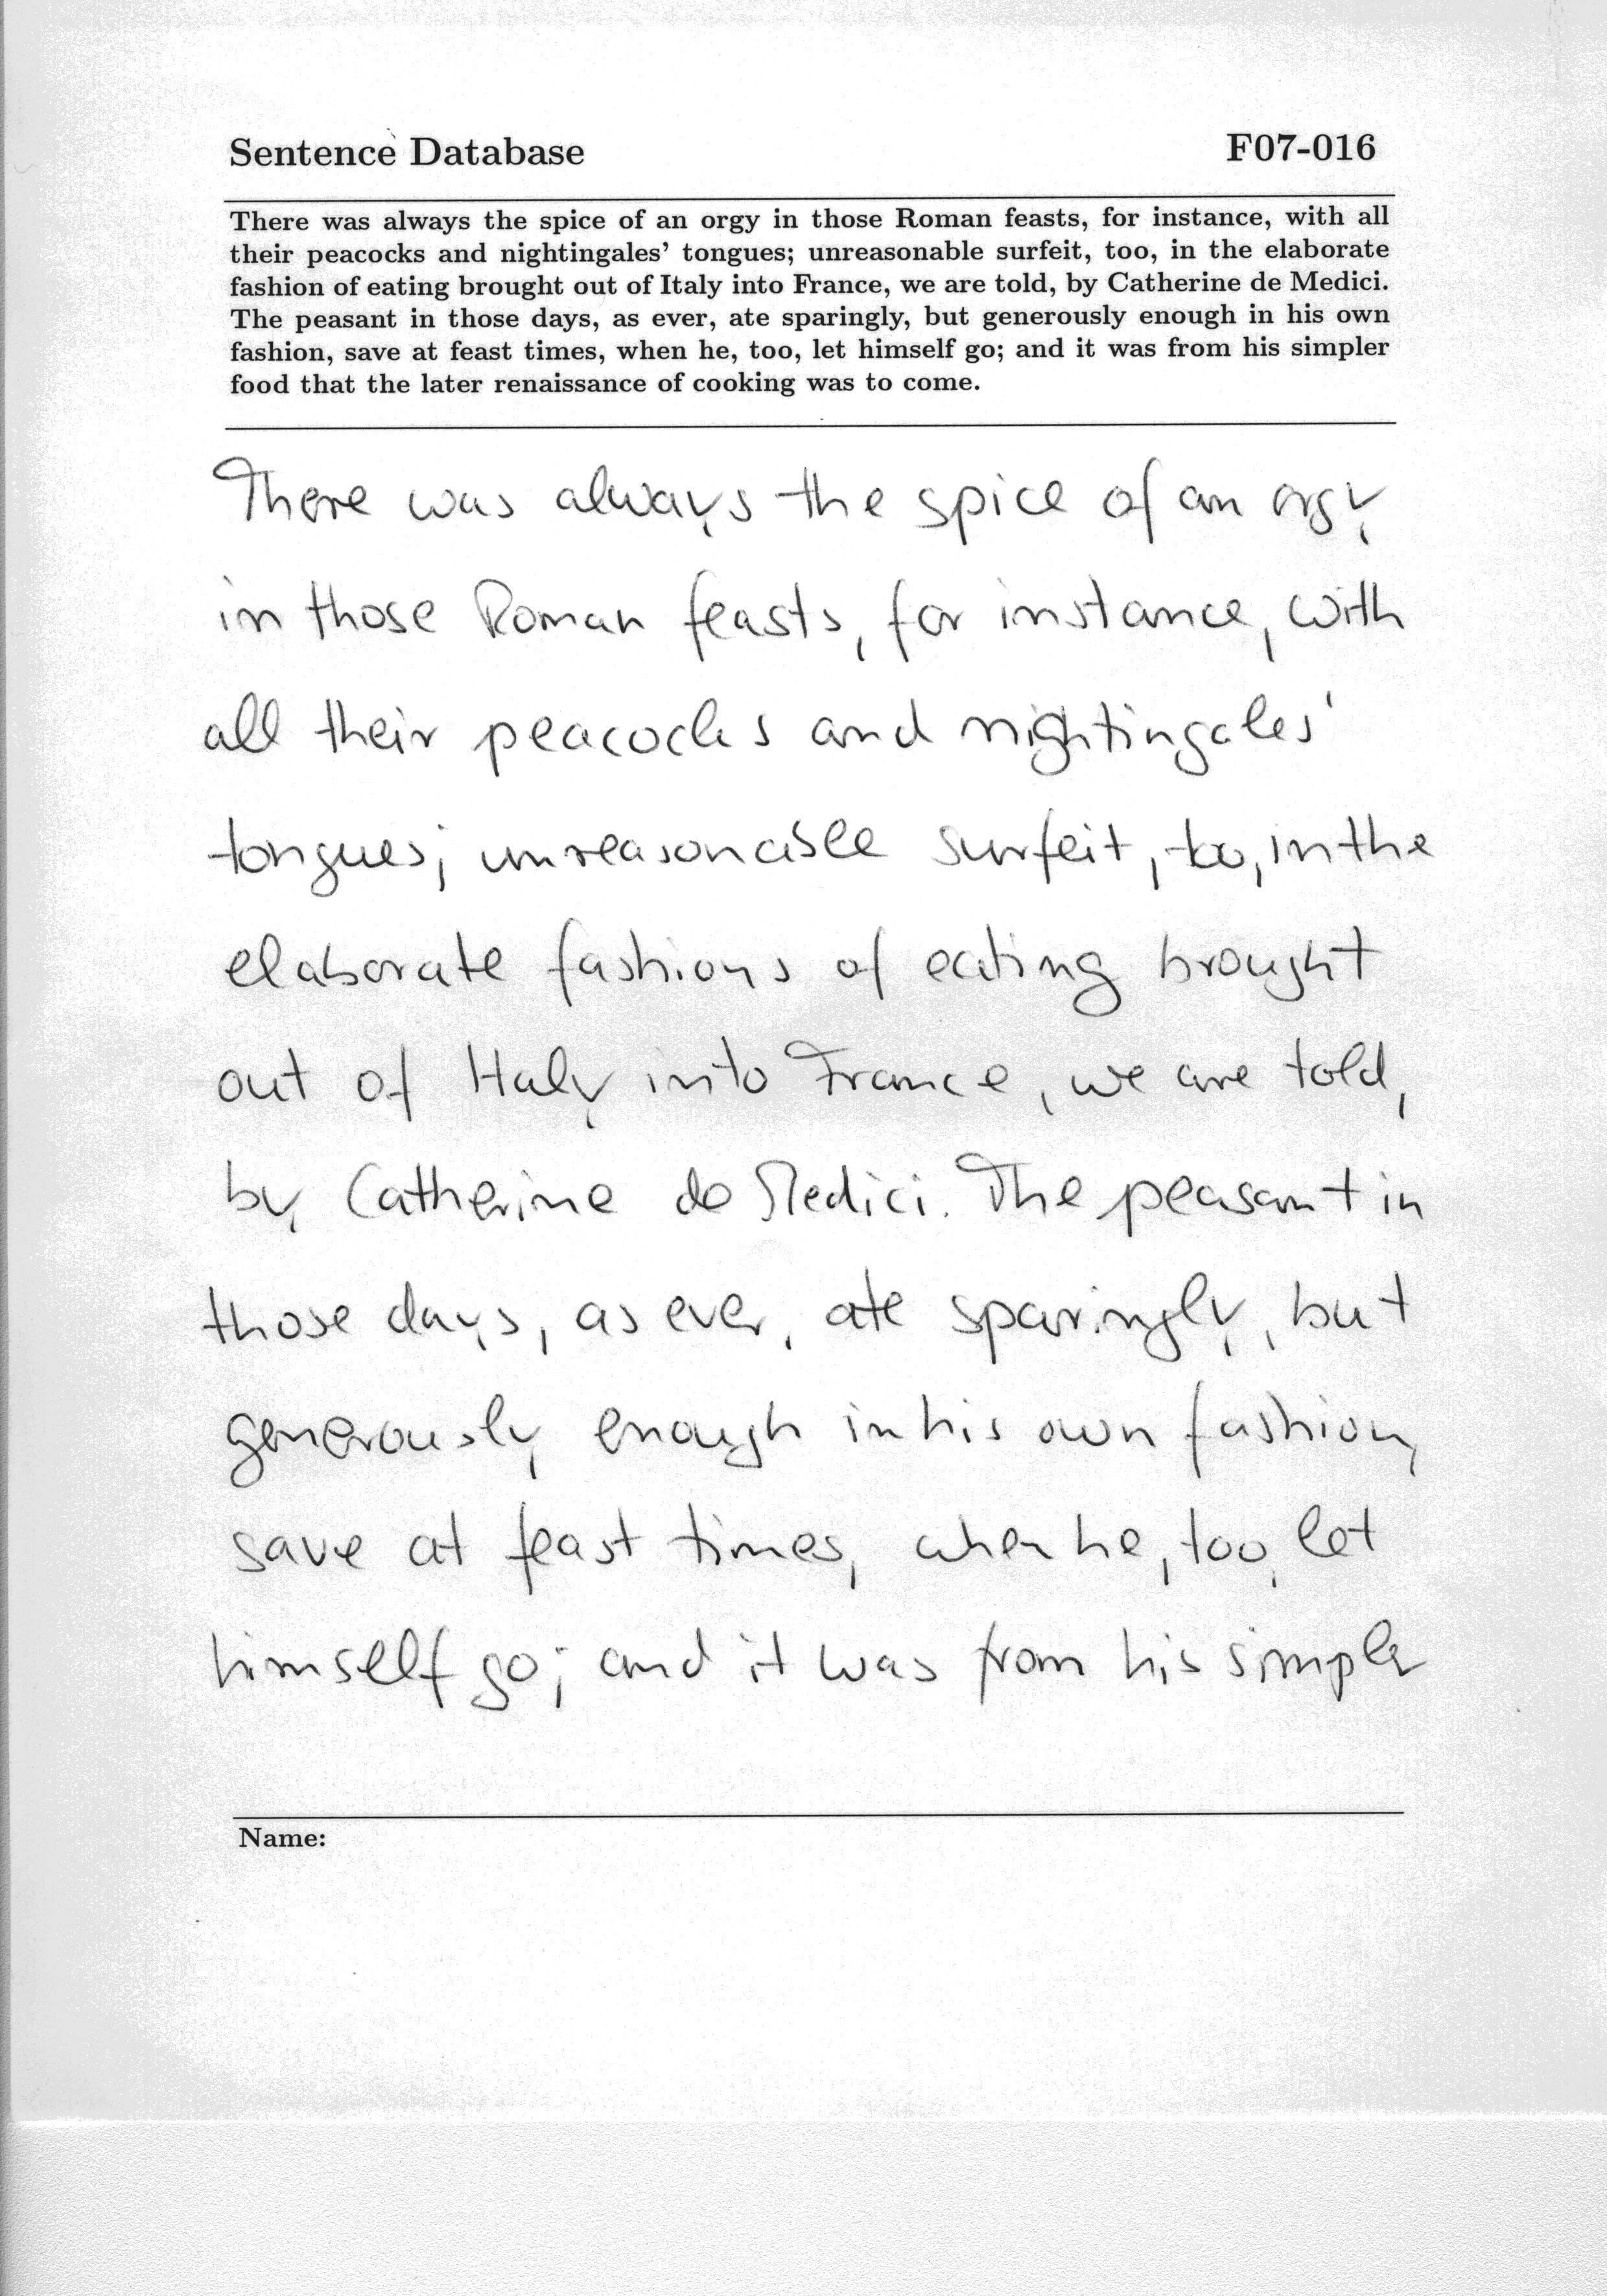 Sentence Database F07-016
There was always the spice of an orgy in those Roman feasts, for instance, with all
their peacocks and nightingales' tongues; unreasonable surfeit, too, in the elaborate
fashion of eating brought out of Italy into France, we are told, by Catherine de Medici.
The peasant in those days, as ever, ate sparingly, but generously enough in his own
fashion, save at feast times, when he, too, let himself go; and it was from his simpler
food that the later renaissance of cooking was to come.
There was always the spice of an orgy
in those Roman feasts, for instance, with
all their peacocks and nightingales'
tongues; unreasonable surfeit, too, in the
elaborate fashions of eating brought
out of Italy into France, we are told,
by Catherine de Medici. The peasant in
those days, as ever, ate sparingly, but
generously enough in his own fashion,
save at feast times, when he, too, let
himself go; and it was from his simpler
Name: